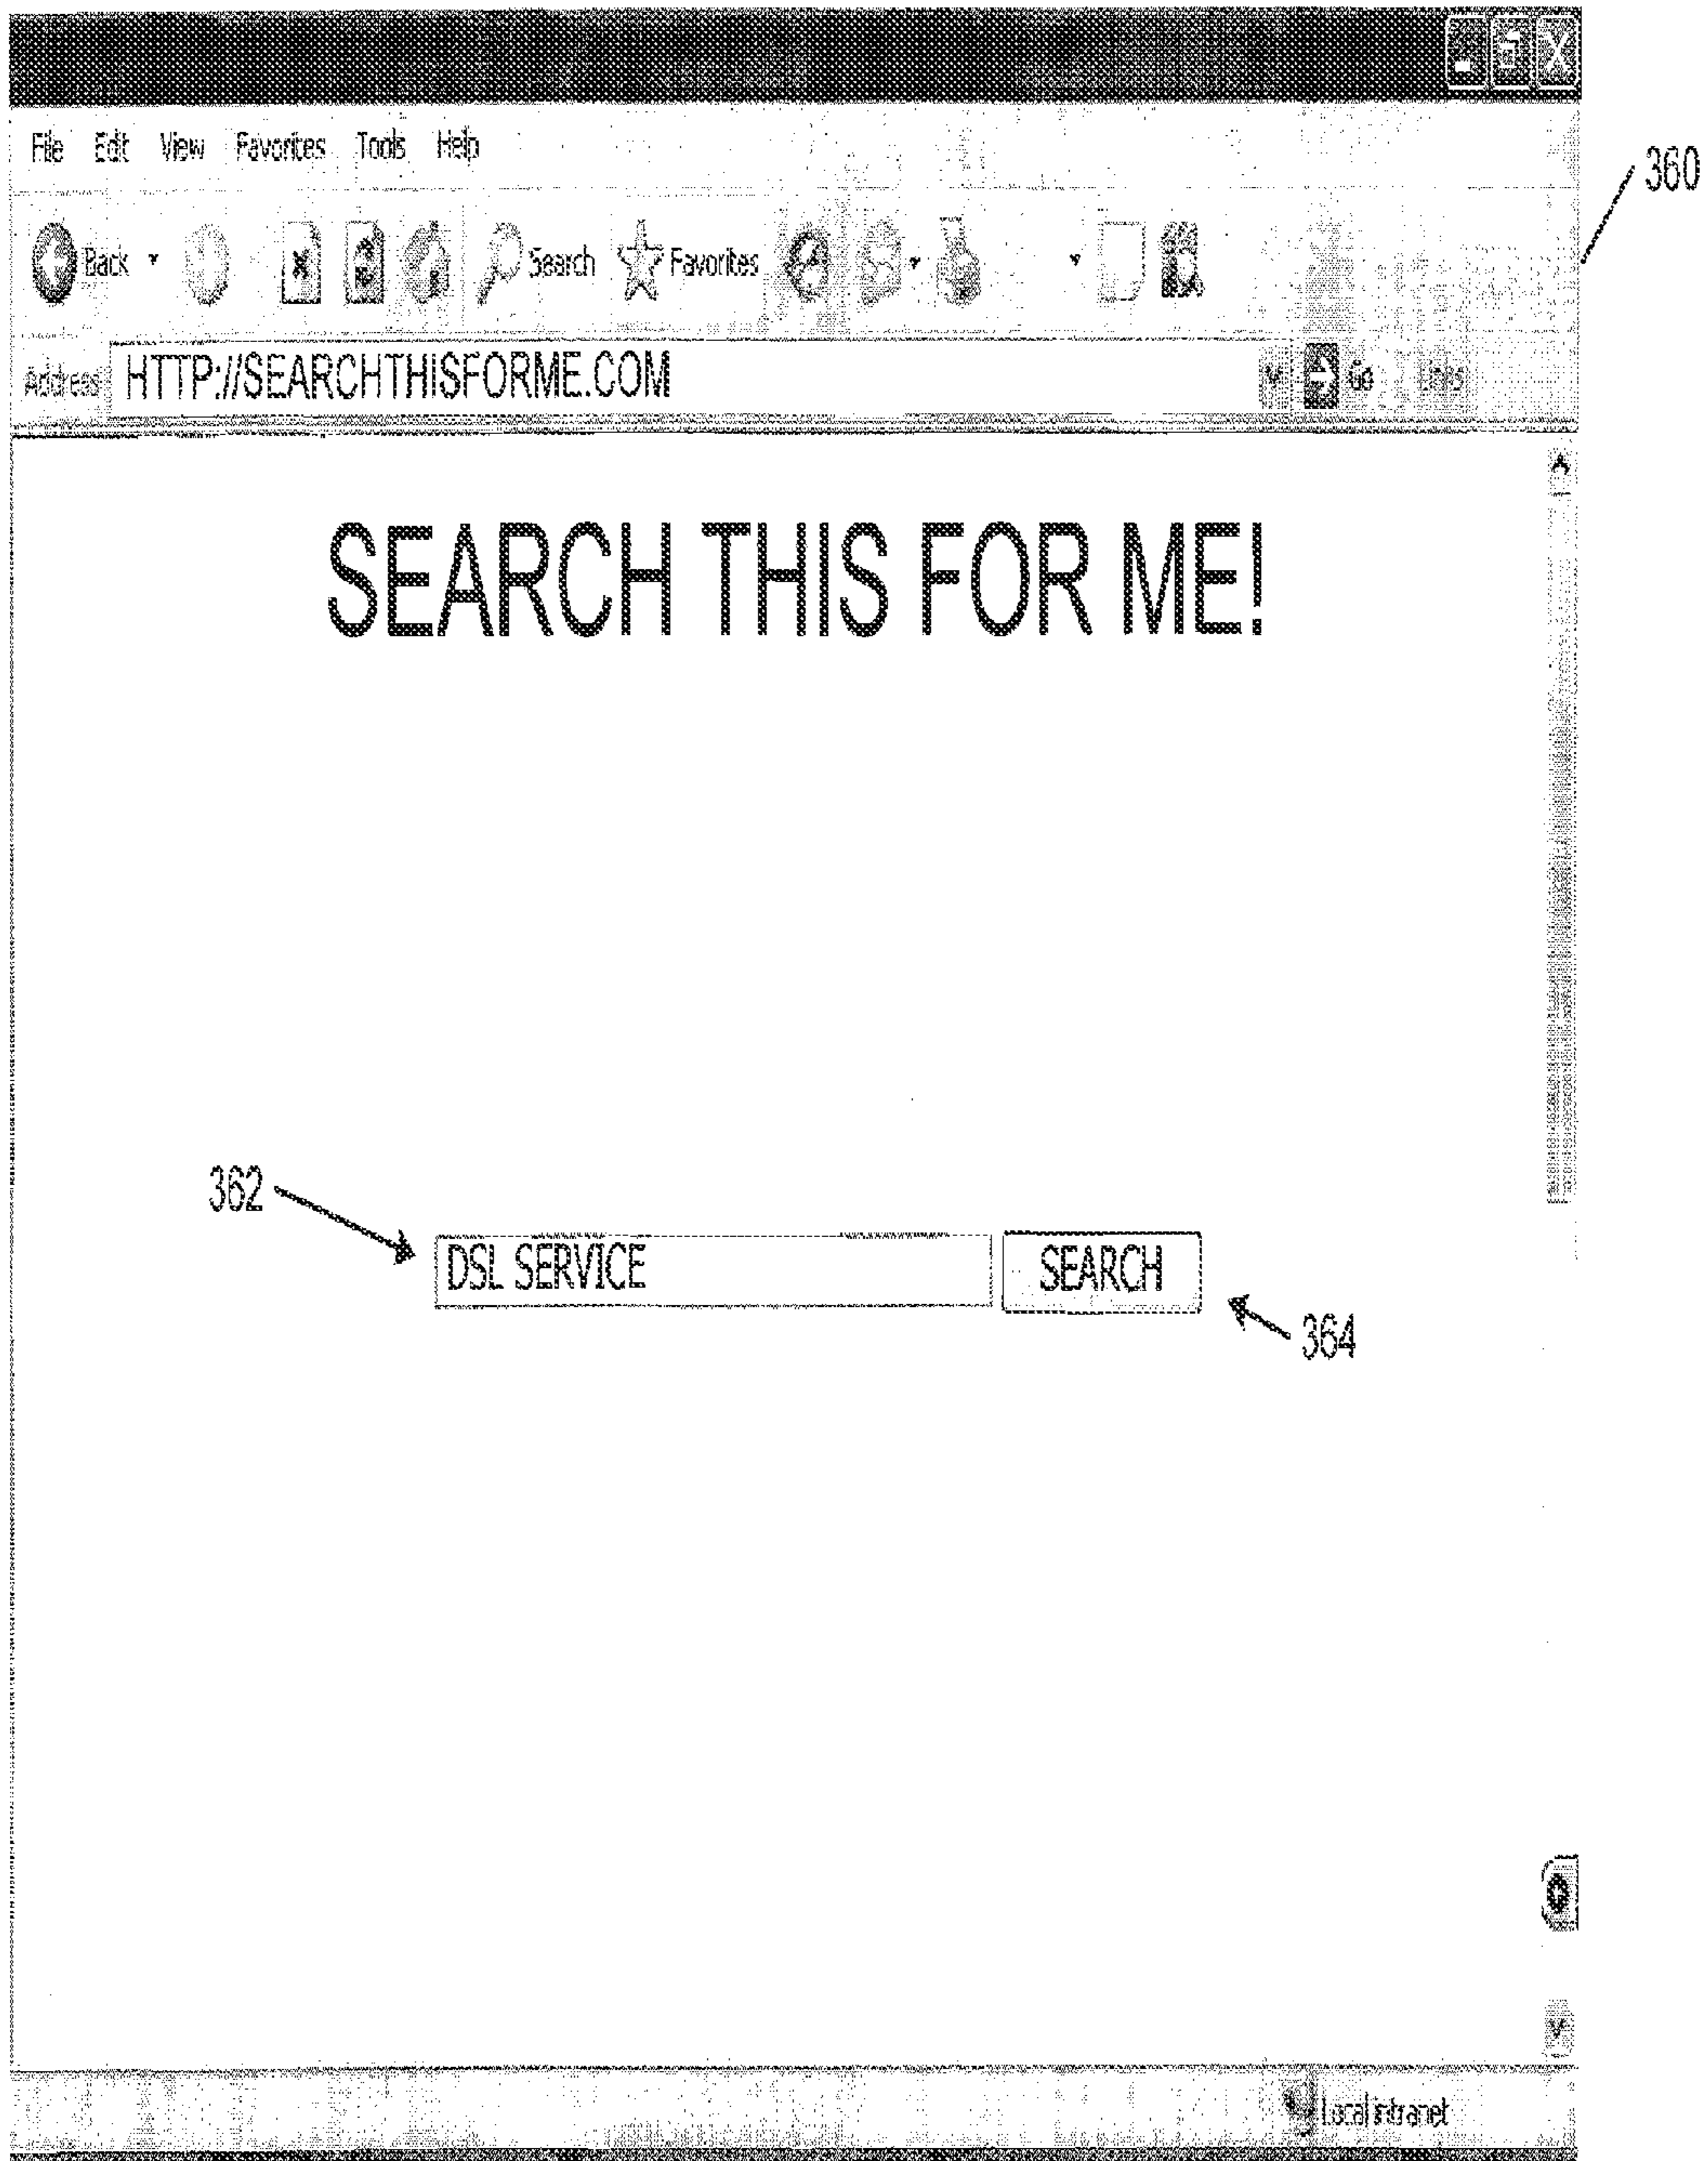 File Edit View Favorites Tools Help
360
Back Search Favorites
Address HTTP://SEARCHTHISFORME.COM Go Links
SEARCH THIS FOR ME!
362
DSL SERVICE SEARCH
364
Local intranet